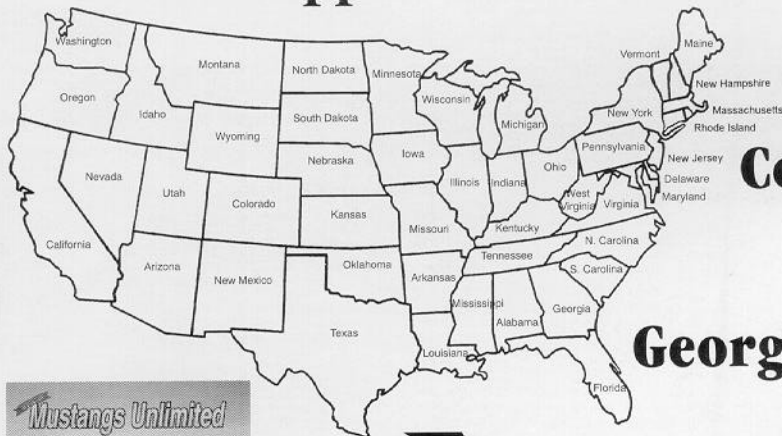 pp
Maine
Vermont
Washington
Montana
North Dakota
Minnesota
New Hampshire
Oregon
Idaho
Wisconsin
New York
Massachusetts
South Dakota
Michigan
Rhode Island
Wyoming
Pennsylvania
Iowa
Nebraska
Ohio
New Jersey
Nevada
Utah
Illinois
Indiana
Delaware
Colorado
West
Virginia
Maryland
Kansas
Missouri
Kentucky
Virginia
California
N. Carolina
Tennessee
Arizona
New Mexico
Oklahoma
Arkansas
S. Carolina
Mississippi
Alabama
Georgia
Texas
Louisiana
Florida
Co
Georg
Mustangs Unlimited